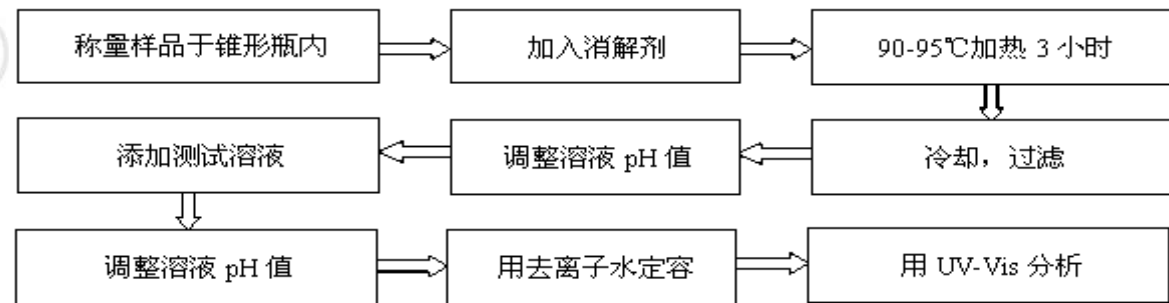 称量样品于锥形瓶内
加入消解剂
90-95℃加热 3 小时
冷却，过滤
调整溶液 pH 值
添加测试溶液
调整溶液 pH 值
用去离子水定容
用 UV-Vis 分析